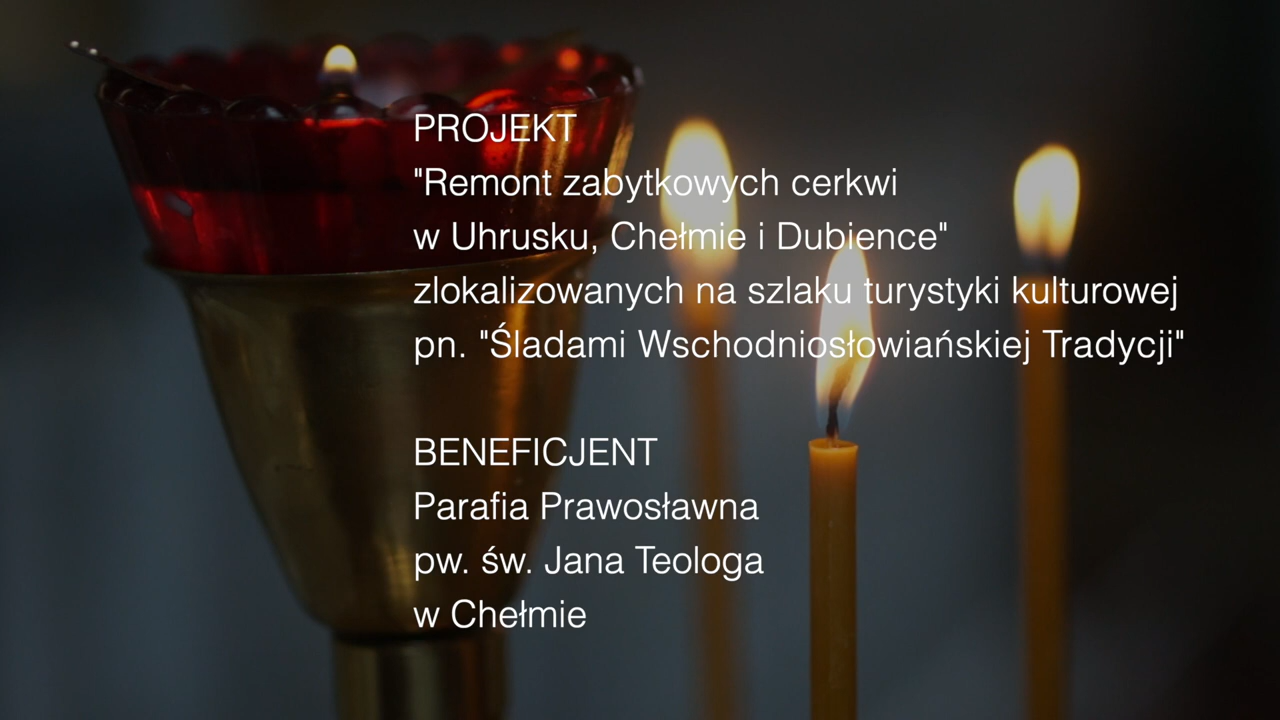 PROJEKT
"Remont zabytkowych cerkwi
w Uhrusku, Chełmie i Dubience"
zlokalizowanych na szlaku turystyki kulturowej
pn. "Śladami Wschodniosłowiańskiej Tradycji"
BENEFICJENT
Parafia Prawosławna
pw. św. Jana Teologa
w Chełmie